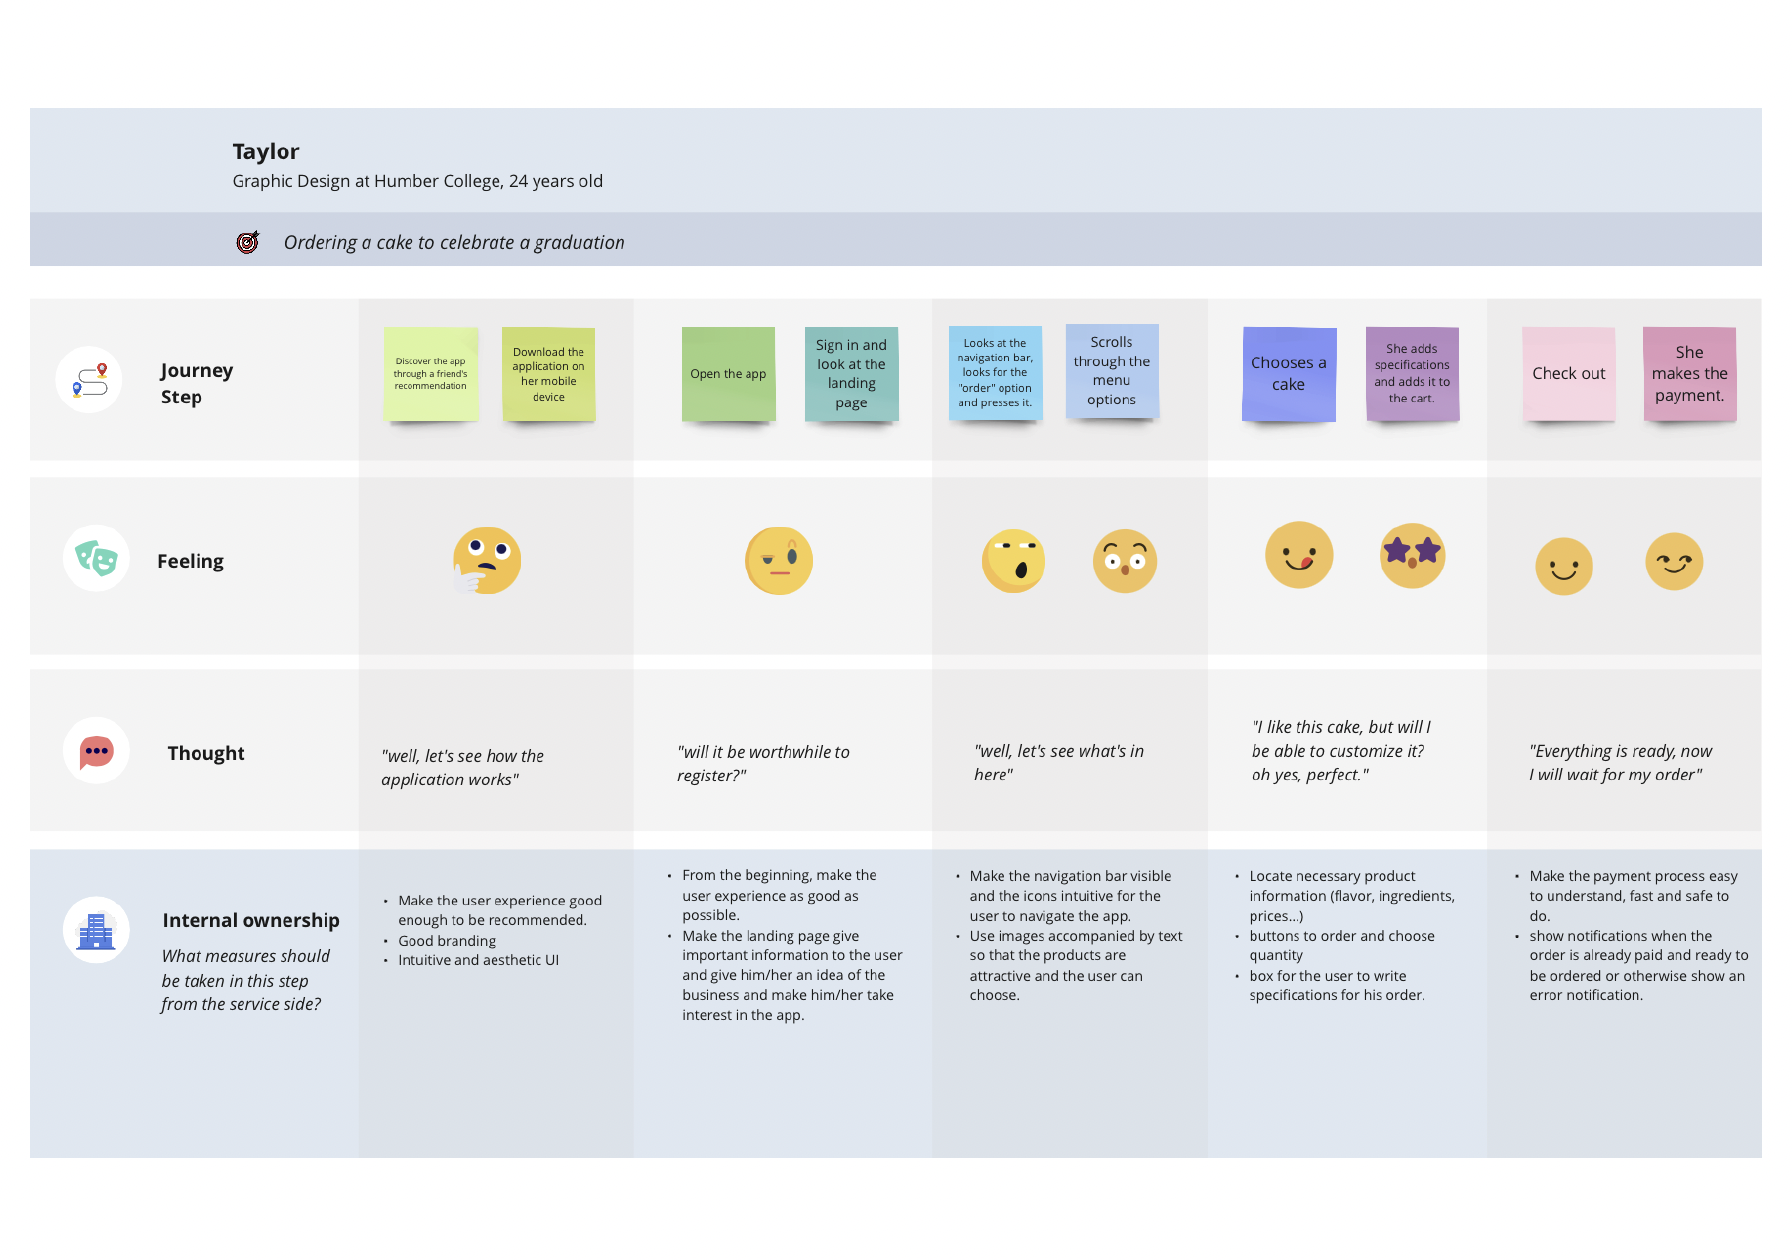 Taylor
Graphic Design at Humber College, 24 years old
Ordering a cake to celebrate a graduation
Journey
Step
Discover the app
through a friend's
recommendation
Download the
application on
her mobile
device
Open the app
Sign in and
look at the
landing
page
Looks at the
navigation bar,
looks for the
"order" option
and presses it.
Scrolls
through the
menu
options
Chooses a
cake
She adds
specifications
and adds it to
the cart.
Check out
She
makes the
payment.
Feeling
Thought
"well, let's see how the
application works"
"will it be worthwhile to
register?"
"well, let's see what's in
here"
"I like this cake, but will I
be able to customize it?
oh yes, perfect."
"Everything is ready, now
I will wait for my order"
Internal ownership
What measures should
be taken in this step
from the service side?
• Make the user experience good
enough to be recommended.
• Good branding
• Intuitive and aesthetic UI
• From the beginning, make the
user experience as good as
possible.
• Make the landing page give
important information to the user
and give him/her an idea of the
business and make him/her take
interest in the app.
• Make the navigation bar visible
and the icons intuitive for the
user to navigate the app.
• Use images accompanied by text
so that the products are
attractive and the user can
choose.
• Locate necessary product
information (flavor, ingredients,
prices...)
• buttons to order and choose
quantity
• box for the user to write
specifications for his order.
• Make the payment process easy
to understand, fast and safe to
do.
• show notifications when the
order is already paid and ready to
be ordered or otherwise show an
error notification.